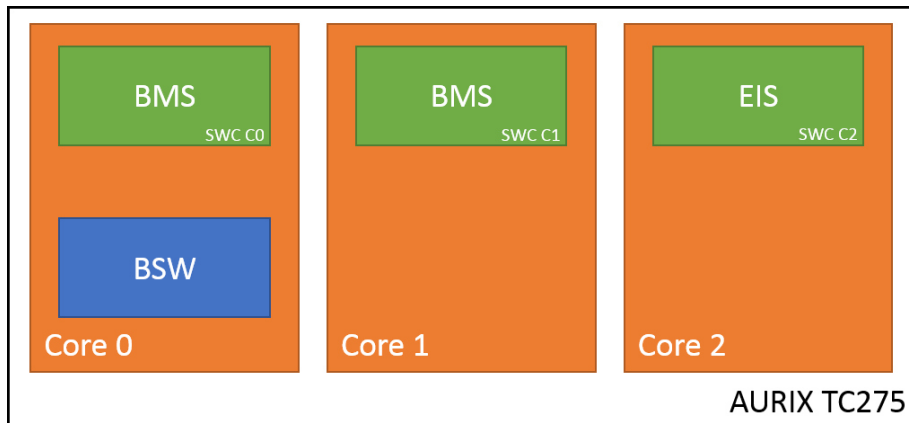 BMS
SWC C0
BSW
Core 0
BMS
SWC C1
Core 1
EIS
SWC C2
Core 2
AURIX TC275